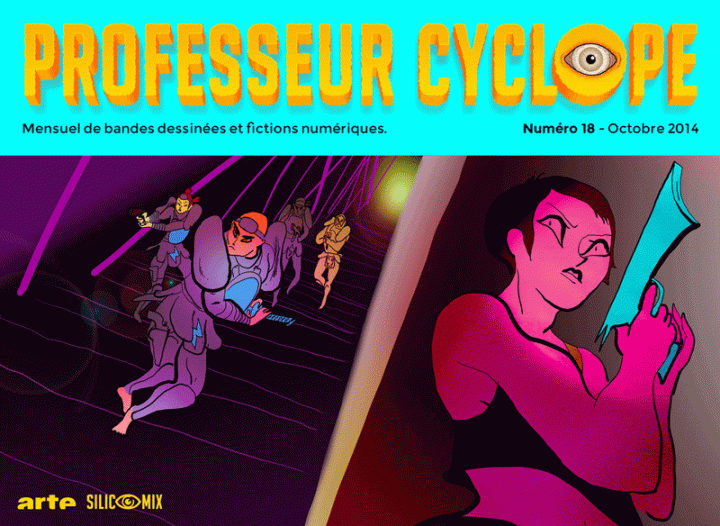 PROFESSEUR CYCLOPE
Mensuel de bandes dessinées et fictions numériques.
Numéro 18 - Octobre 2014
arte
SILICOMIX